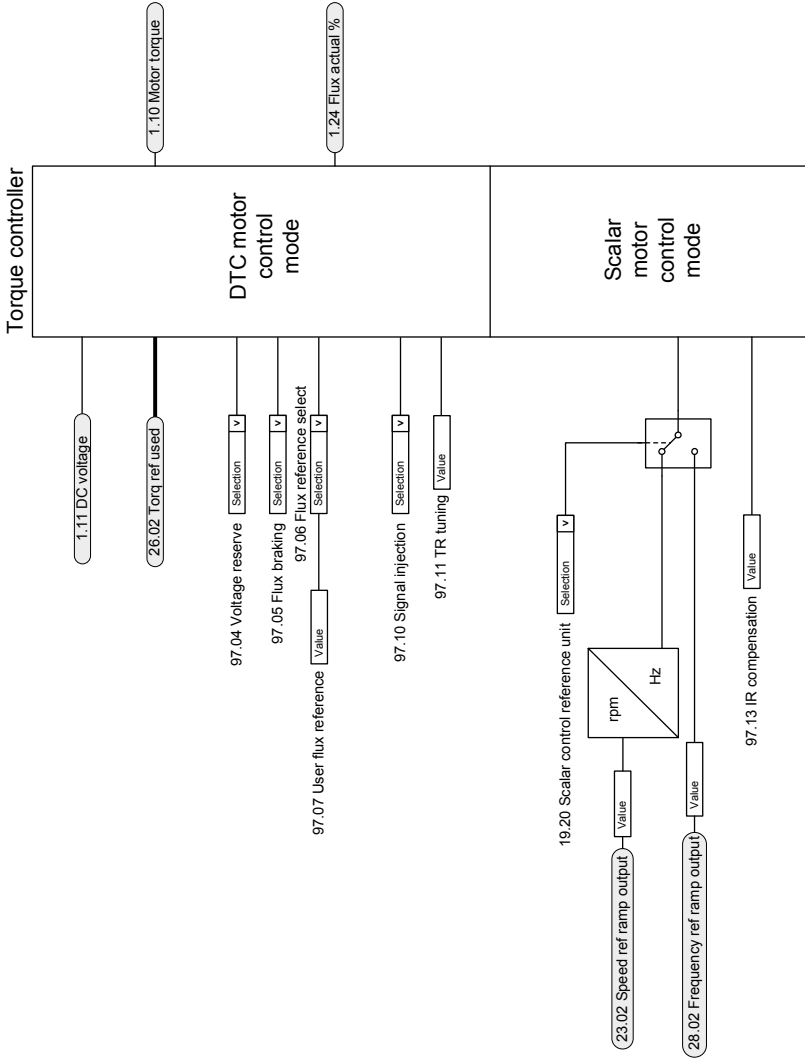 Torque controller
1.11 DC voltage
26.02 Torq ref used
1.10 Motor torque
DTC motor
control
mode
97.04 Voltage reserve
Selection
v
97.05 Flux braking
Selection
v
97.06 Flux reference select
97.07 User flux reference
Value
Selection
v
1.24 Flux actual %
97.10 Signal injection
Selection
v
97.11 TR tuning
Value
Scalar
motor
control
mode
19.20 Scalar control reference unit
Selection
v
23.02 Speed ref ramp output
Value
rpm
Hz
28.02 Frequency ref ramp output
Value
97.13 IR compensation
Value